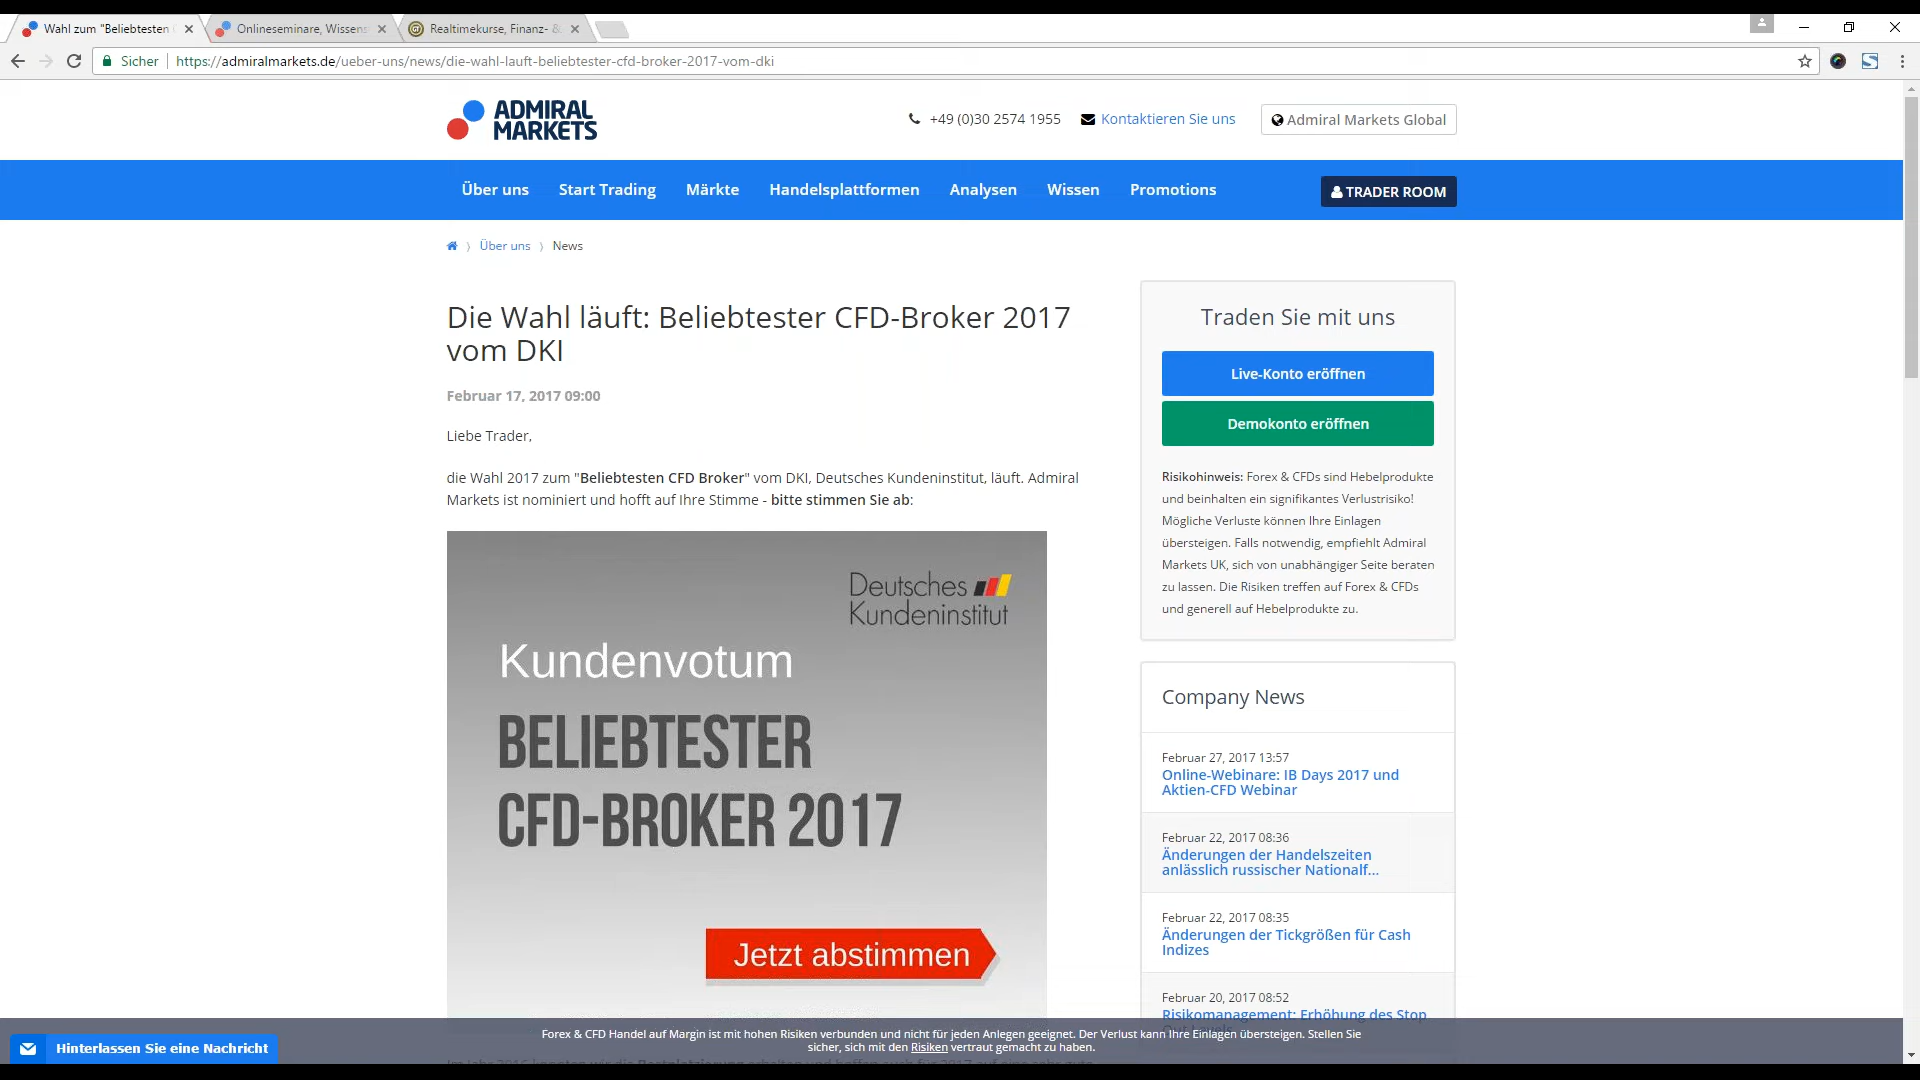 Wahl zum "Beliebtesten
Onlineseminare, Wissens
Realtimekurse, Finanz- &
Sicher
https://admiralmarkets.de/ueber-uns/news/die-wahl-lauft-beliebtester-cfd-broker-2017-vom-dki
ADMIRAL
MARKETS
+49 (0)30 2574 1955
Kontaktieren Sie uns
Admiral Markets Global
Über uns
Start Trading
Märkte
Handelsplattformen
Analysen
Wissen
Promotions
TRADER ROOM
Über uns
News
Die Wahl läuft: Beliebtester CFD-Broker 2017
vom DKI
Februar 17, 2017 09:00
Liebe Trader,
die Wahl 2017 zum "Beliebtesten CFD Broker" vom DKI, Deutsches Kundeninstitut, läuft. Admiral
Markets ist nominiert und hofft auf Ihre Stimme - bitte stimmen Sie ab:
Deutsches
Kundeninstitut
Kundenvotum
BELIEBTESTER
CFD-BROKER 2017
Jetzt abstimmen
Traden Sie mit uns
Live-Konto eröffnen
Demokonto eröffnen
Risikohinweis: Forex & CFDs sind Hebelprodukte
und beinhalten ein signifikantes Verlustrisiko!
Mögliche Verluste können Ihre Einlagen
übersteigen. Falls notwendig, empfiehlt Admiral
Markets UK, sich von unabhängiger Seite beraten
zu lassen. Die Risiken treffen auf Forex & CFDs
und generell auf Hebelprodukte zu.
Company News
Februar 27, 2017 13:57
Online-Webinare: IB Days 2017 und
Aktien-CFD Webinar
Februar 22, 2017 08:36
Änderungen der Handelszeiten
anlässlich russischer Nationalf...
Februar 22, 2017 08:35
Änderungen der Tickgrößen für Cash
Indizes
Februar 20, 2017 08:52
Risikomanagement: Erhöhung des Stop
Forex & CFD Handel auf Margin ist mit hohen Risiken verbunden und nicht für jeden Anlegen geeignet. Der Verlust kann Ihre Einlagen übersteigen. Stellen Sie
sicher, sich mit den Risiken vertraut gemacht zu haben.
Hinterlassen Sie eine Nachricht